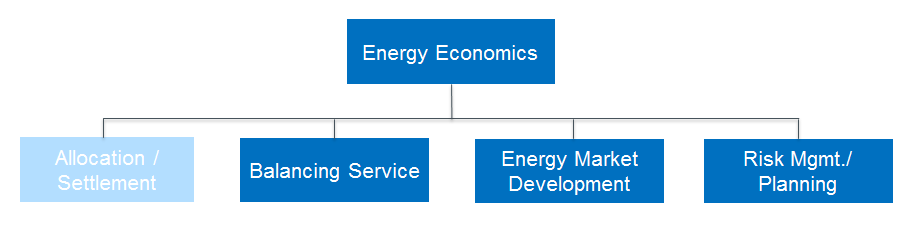 Energy Economics
Allocation /
Settlement
Balancing Service
Energy Market
Development
Risk Mgmt./
Planning